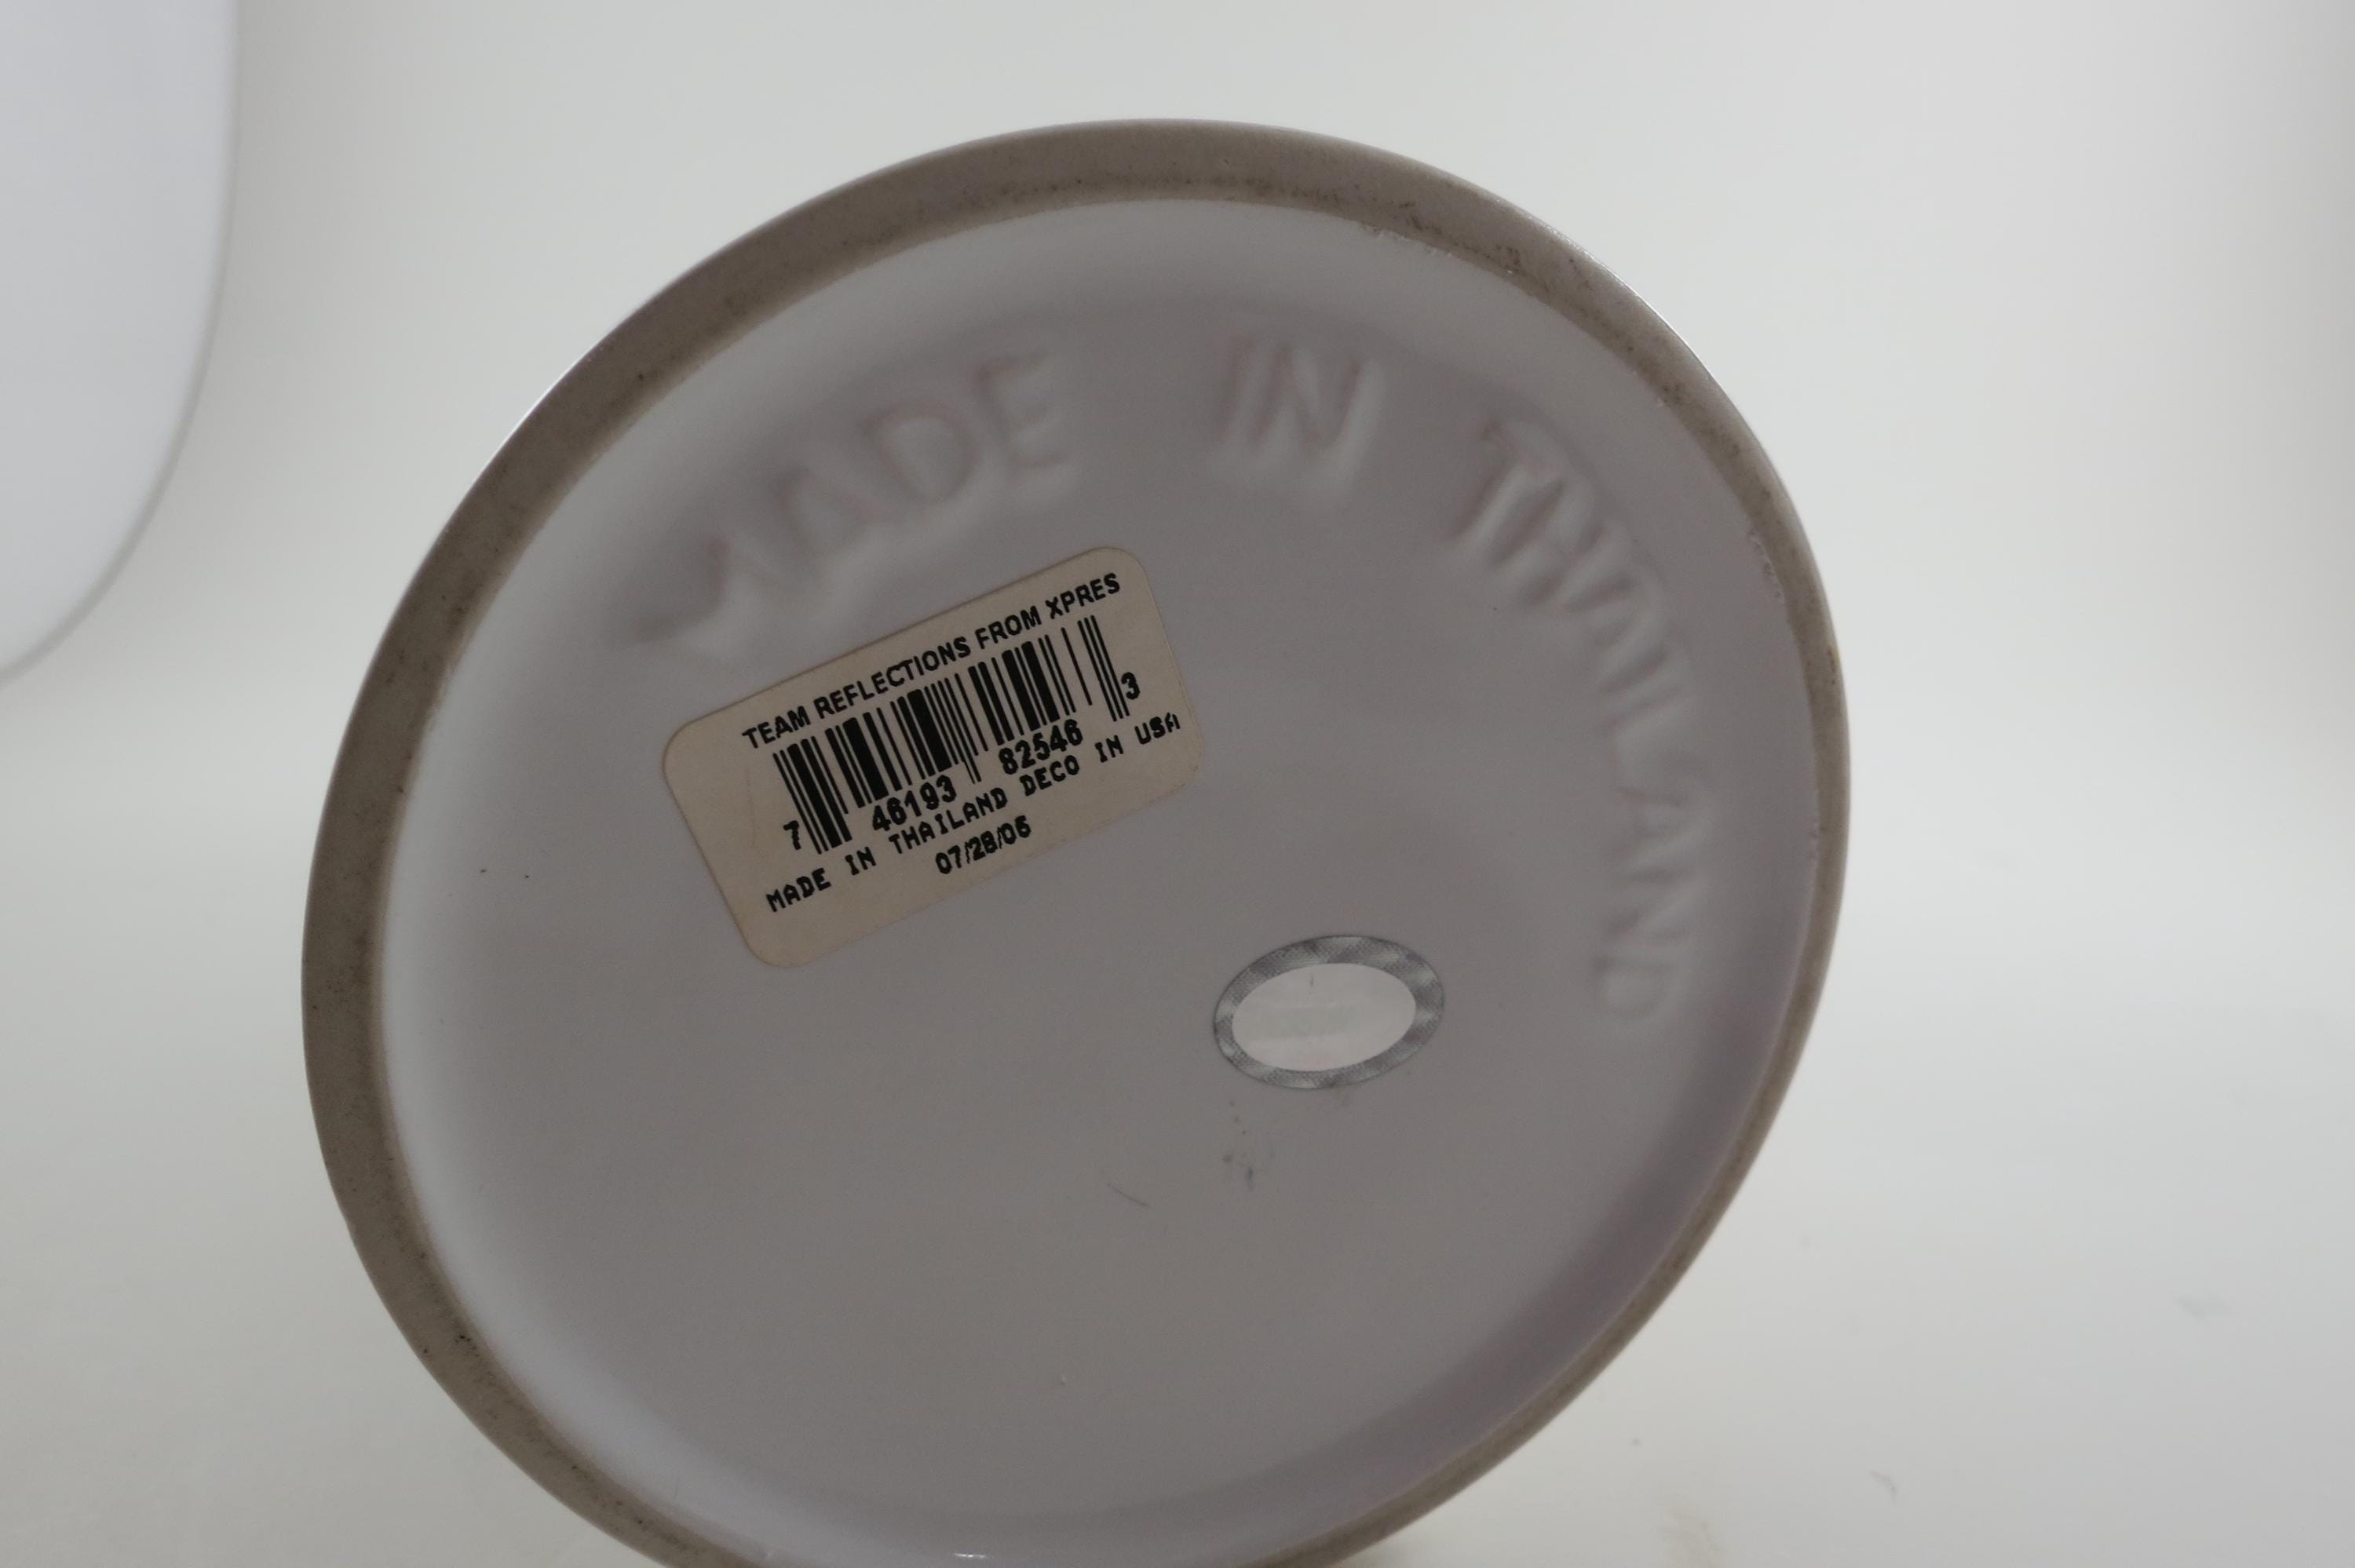 MADE IN THAILAND
TEAM REFLECTIONS FROM XPRES
7 46193 82546 3
MADE IN THAILAND DECO IN USA
07/28/06